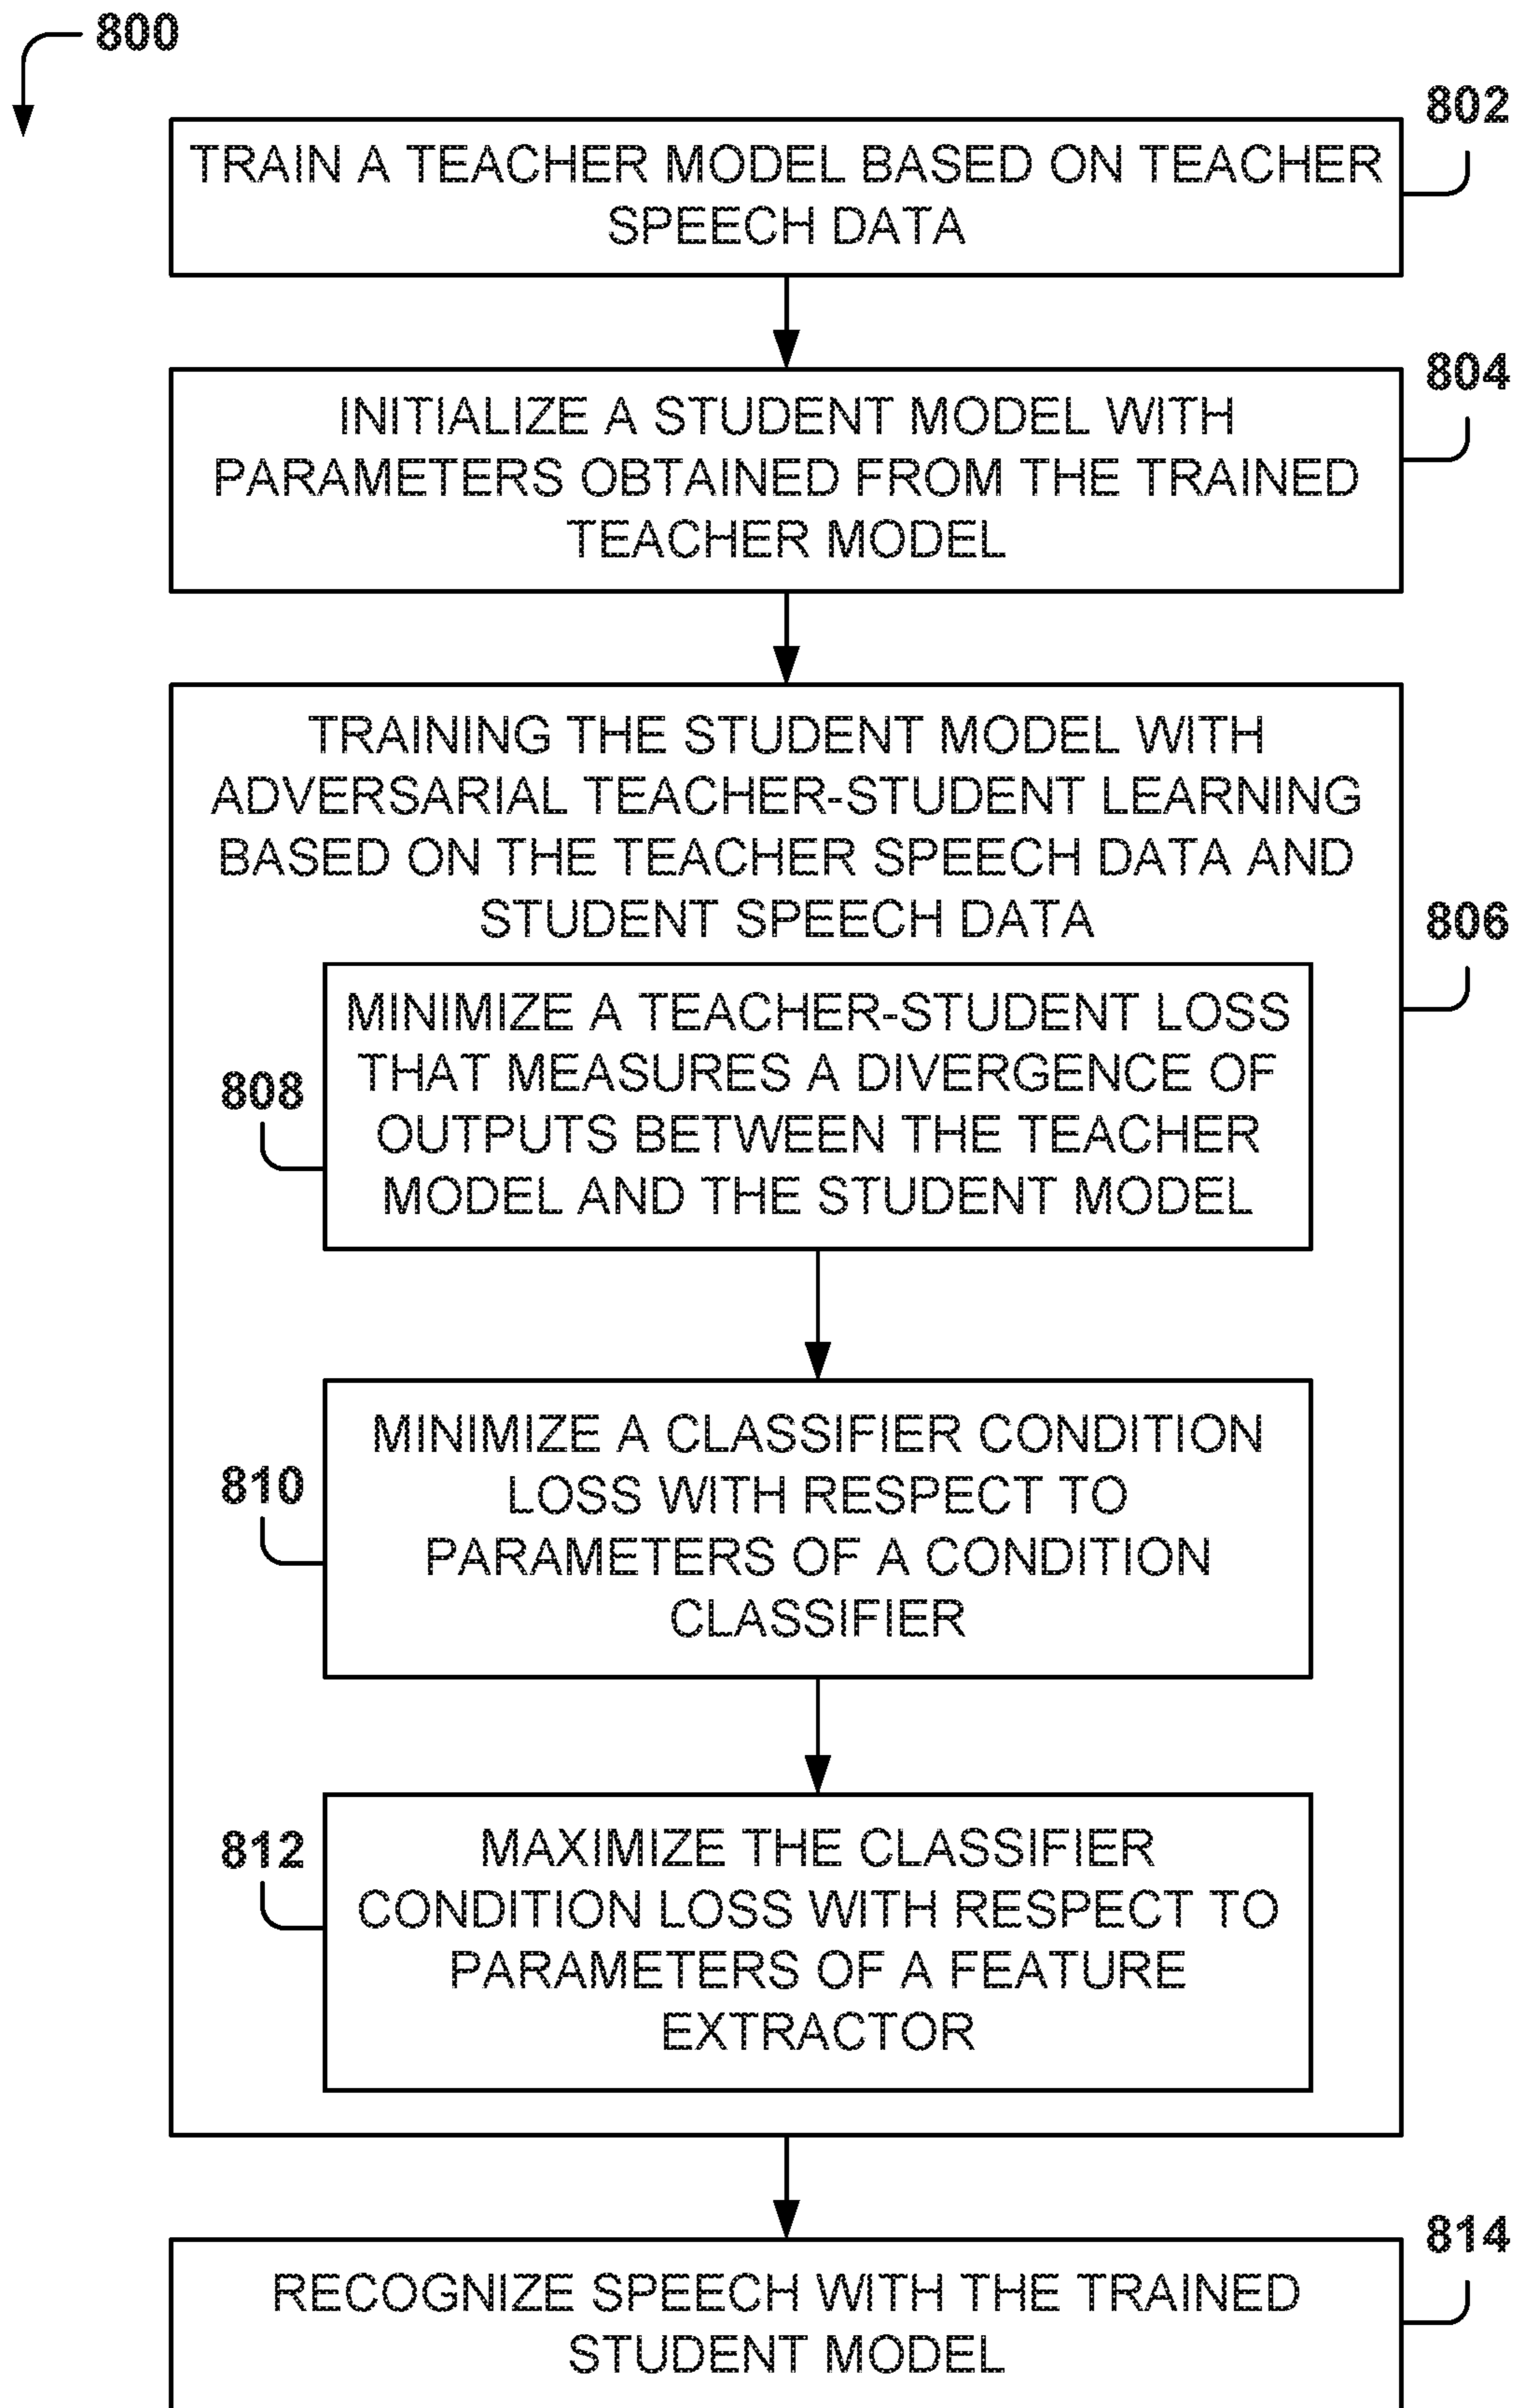 800
802
TRAIN A TEACHER MODEL BASED ON TEACHER
SPEECH DATA
804
INITIALIZE A STUDENT MODEL WITH
PARAMETERS OBTAINED FROM THE TRAINED
TEACHER MODEL
TRAINING THE STUDENT MODEL WITH
ADVERSARIAL TEACHER-STUDENT LEARNING
BASED ON THE TEACHER SPEECH DATA AND
STUDENT SPEECH DATA
806
MINIMIZE A TEACHER-STUDENT LOSS
THAT MEASURES A DIVERGENCE OF
808
OUTPUTS BETWEEN THE TEACHER
MODEL AND THE STUDENT MODEL
MINIMIZE A CLASSIFIER CONDITION
810
LOSS WITH RESPECT TO
PARAMETERS OF A CONDITION
CLASSIFIER
812
MAXIMIZE THE CLASSIFIER
CONDITION LOSS WITH RESPECT TO
PARAMETERS OF A FEATURE
EXTRACTOR
814
RECOGNIZE SPEECH WITH THE TRAINED
STUDENT MODEL